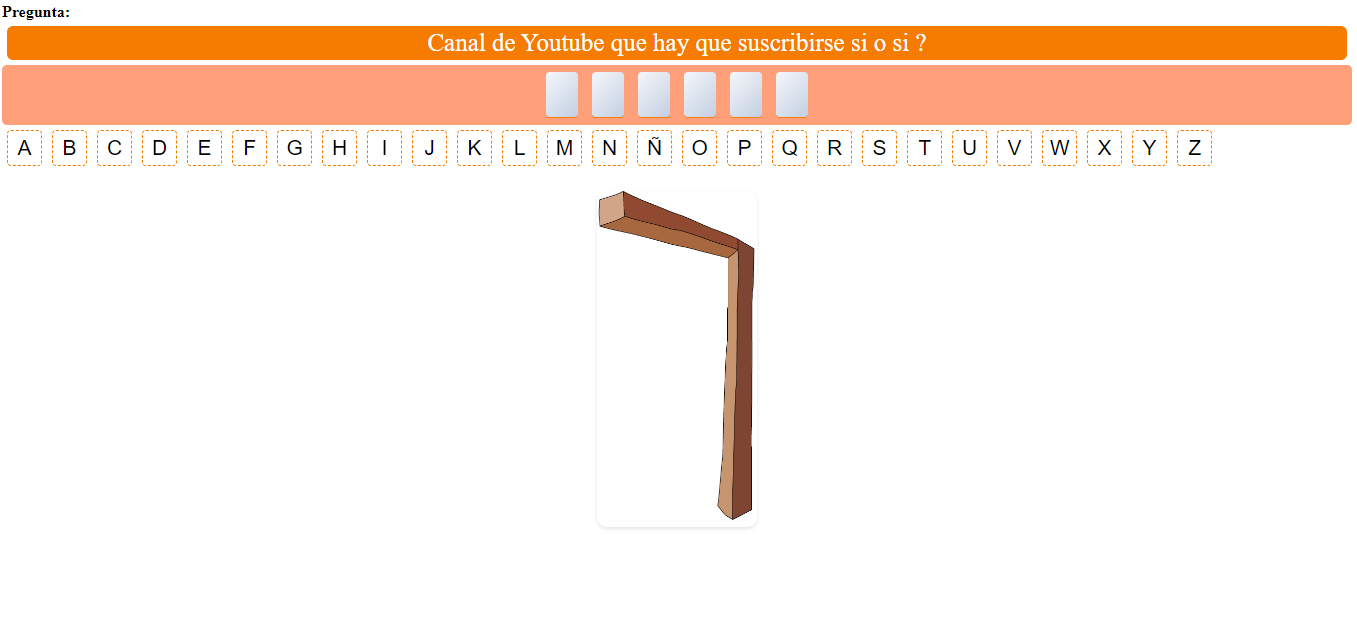 Pregunta:
Canal de Youtube que hay que suscribirse si o si ?
A B C D E F G H I J K L M N Ñ O P Q R S T U V W X Y Z